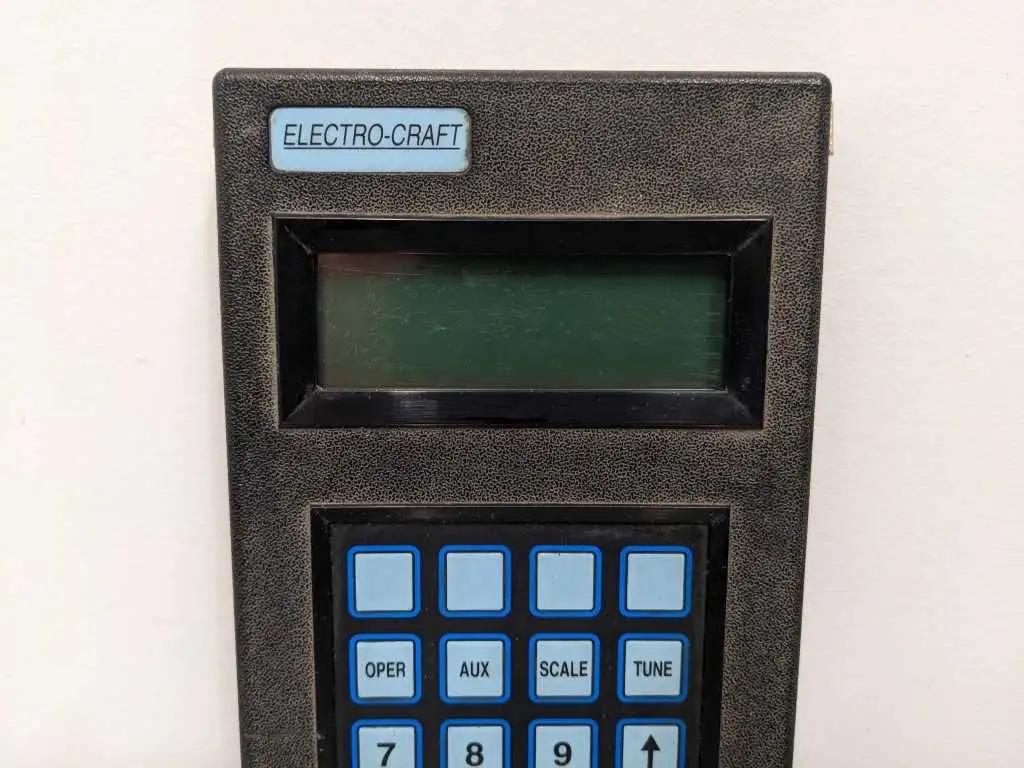 ELECTRO-CRAFT
OPER AUX SCALE TUNE
7 8 9 ↑